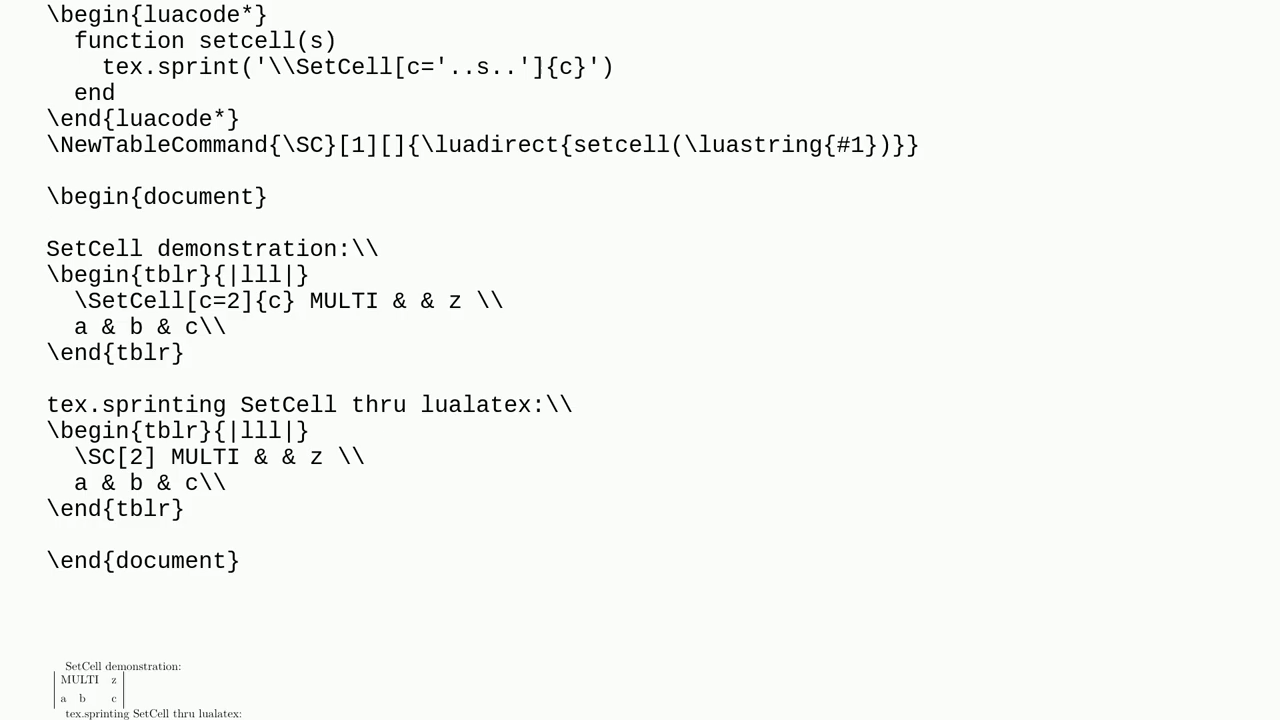 \begin{luacode*}
  function setcell(s)
    tex.sprint('\\SetCell[c='..s..']{c}')
  end
\end{luacode*}
\NewTableCommand{\SC}[1][]{\luadirect{setcell(\luastring{#1})}}

\begin{document}

SetCell demonstration:\\
\begin{tblr}{|lll|}
  \SetCell[c=2]{c} MULTI & & z \\
  a & b & c\\
\end{tblr}

tex.sprinting SetCell thru lualatex:\\
\begin{tblr}{|lll|}
  \SC[2] MULTI & & z \\
  a & b & c\\
\end{tblr}

\end{document}

SetCell demonstration:
MULTI z
a b c
tex.sprinting SetCell thru lualatex: